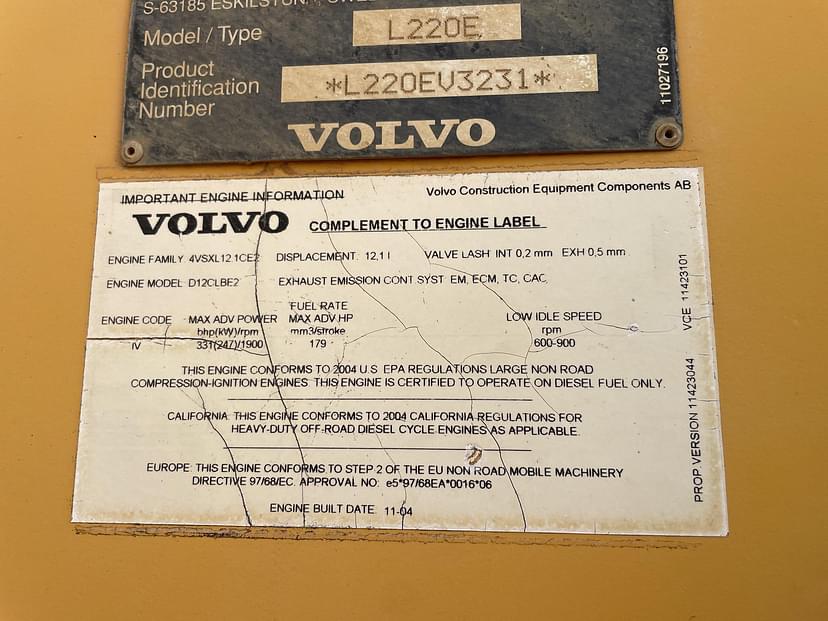 S-63185 ESKILSTUNA, SWEDEN
Model / Type L220E
Product
Identification
Number *L220EV3231*
11027196
VOLVO
IMPORTANT ENGINE INFORMATION Volvo Construction Equipment Components AB
VOLVO COMPLEMENT TO ENGINE LABEL
ENGINE FAMILY 4VSXL12.1CE2 DISPLACEMENT. 12,1 l VALVE LASH INT 0,2 mm EXH 0,5 mm
ENGINE MODEL D12CLBE2 EXHAUST EMISSION CONT SYST EM, ECM, TC, CAC,
FUEL RATE
ENGINE CODE MAX ADV POWER MAX ADV HP LOW IDLE SPEED
bhp(kW)/rpm mm3/stroke rpm
IV 331(247)/1900 179 600-900
THIS ENGINE CONFORMS TO 2004 U.S EPA REGULATIONS LARGE NON ROAD
COMPRESSION-IGNITION ENGINES. THIS ENGINE IS CERTIFIED TO OPERATE ON DIESEL FUEL ONLY.
CALIFORNIA. THIS ENGINE CONFORMS TO 2004 CALIFORNIA REGULATIONS FOR
HEAVY-DUTY OFF-ROAD DIESEL CYCLE ENGINES AS APPLICABLE.
EUROPE: THIS ENGINE CONFORMS TO STEP 2 OF THE EU NON ROAD MOBILE MACHINERY
DIRECTIVE 97/68/EC. APPROVAL NO: e5*97/68EA*0016*06
ENGINE BUILT DATE. 11-04
PROP. VERSION 11423044 VCE 11423101